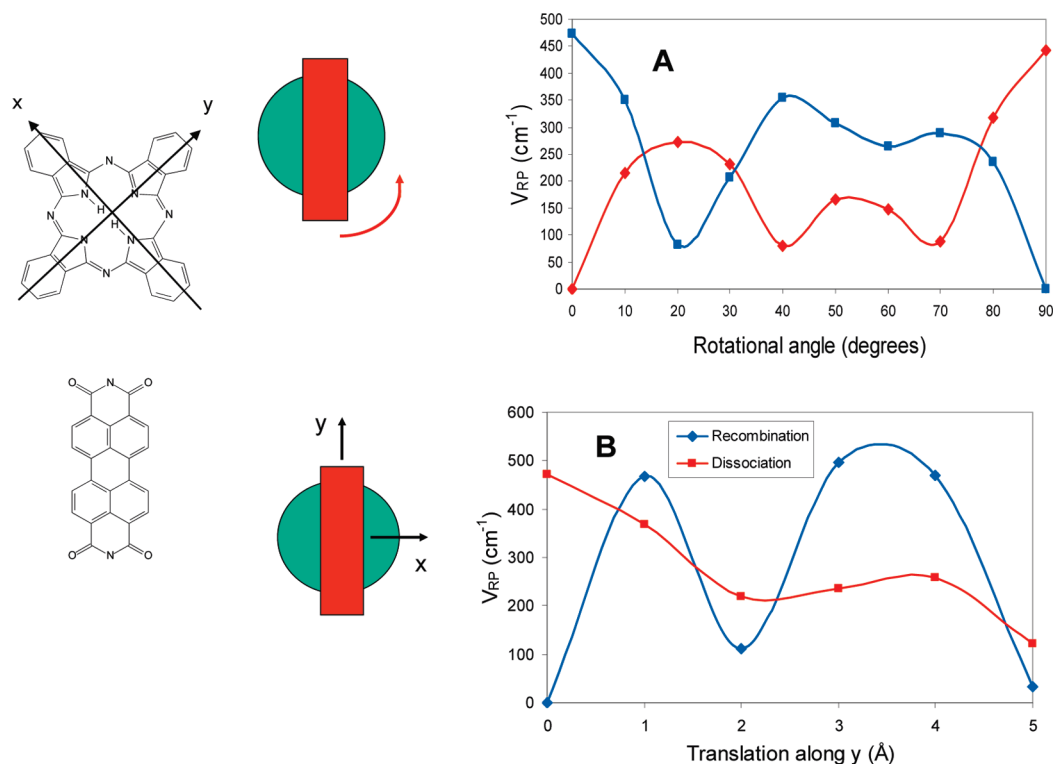 x
y
N
N
N
H
N
N
H
N
N
N
A
V_RP (cm⁻¹)
500
450
400
350
300
250
200
150
100
50
0
0 10 20 30 40 50 60 70 80 90
Rotational angle (degrees)
O N O
O N O
y
x
B
Recombination
Dissociation
V_RP (cm⁻¹)
600
500
400
300
200
100
0
0 1 2 3 4 5
Translation along y (Å)